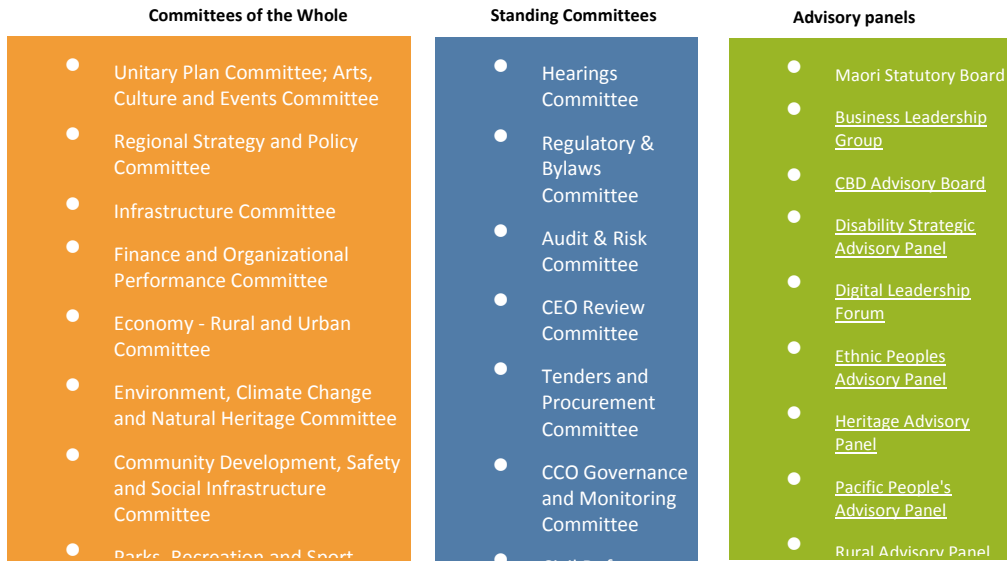 Committees of the Whole
Unitary Plan Committee; Arts,
Culture and Events Committee
Regional Strategy and Policy
Committee
Infrastructure Committee
Finance and Organizational
Performance Committee
Economy - Rural and Urban
Committee
Environment, Climate Change
and Natural Heritage Committee
Community Development, Safety
and Social Infrastructure
Committee
Parks, Recreation and Sport
Standing Committees
Hearings
Committee
Regulatory &
Bylaws
Committee
Audit & Risk
Committee
CEO Review
Committee
Tenders and
Procurement
Committee
CCO Governance
and Monitoring
Committee
Advisory panels
Maori Statutory Board
Business Leadership
Group
CBD Advisory Board
Disability Strategic
Advisory Panel
Digital Leadership
Forum
Ethnic Peoples
Advisory Panel
Heritage Advisory
Panel
Pacific People's
Advisory Panel
Rural Advisory Panel